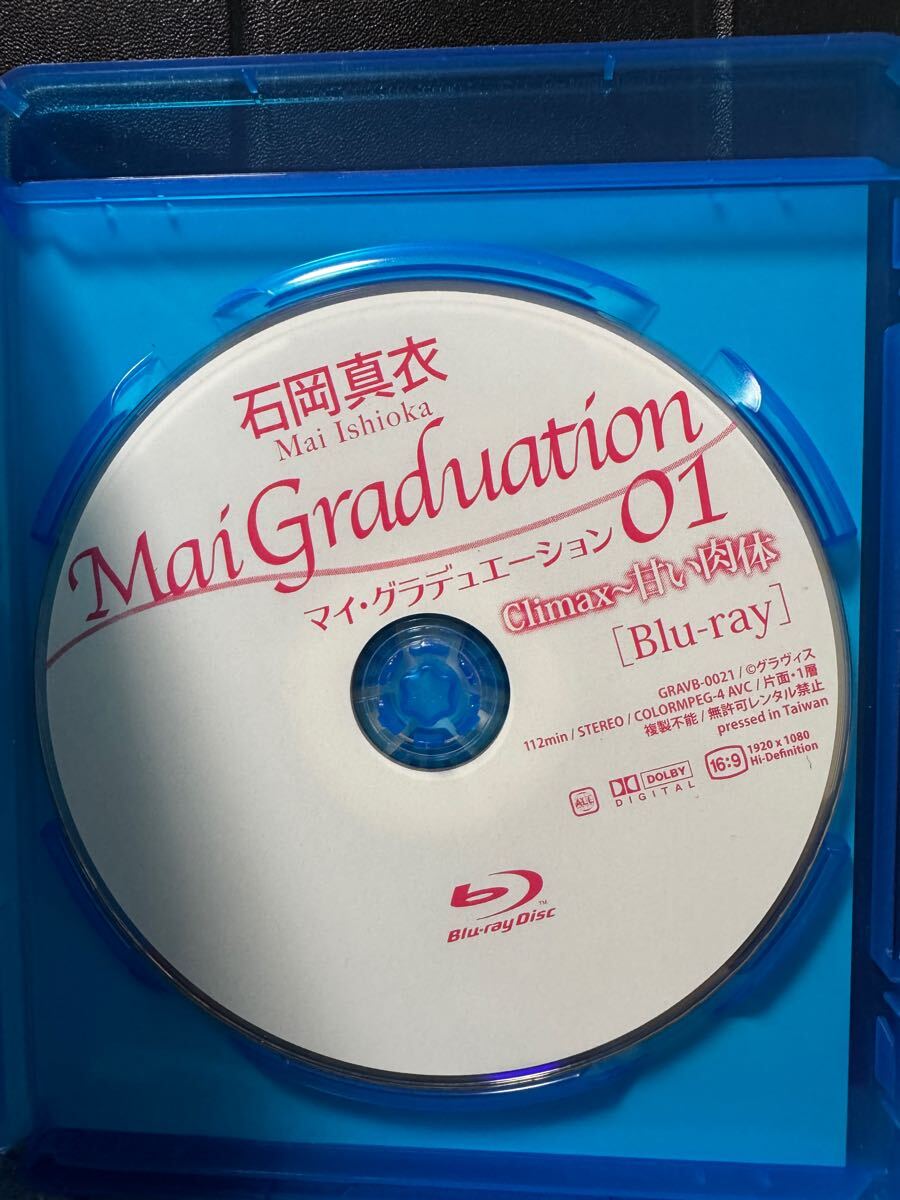 石岡真衣
Mai Ishioka
Mai Graduation 01
マイ・グラデュエーション
Climax~甘い肉体
[Blu-ray]
GRAVB-0021 / ©グラヴィス
112min / STEREO / COLORMPEG-4 AVC / 片面・1層
複製不能 / 無許可レンタル禁止
pressed in Taiwan
ALL
DOLBY
DIGITAL
16:9
1920 x 1080
Hi-Definition
Blu-ray Disc
TM